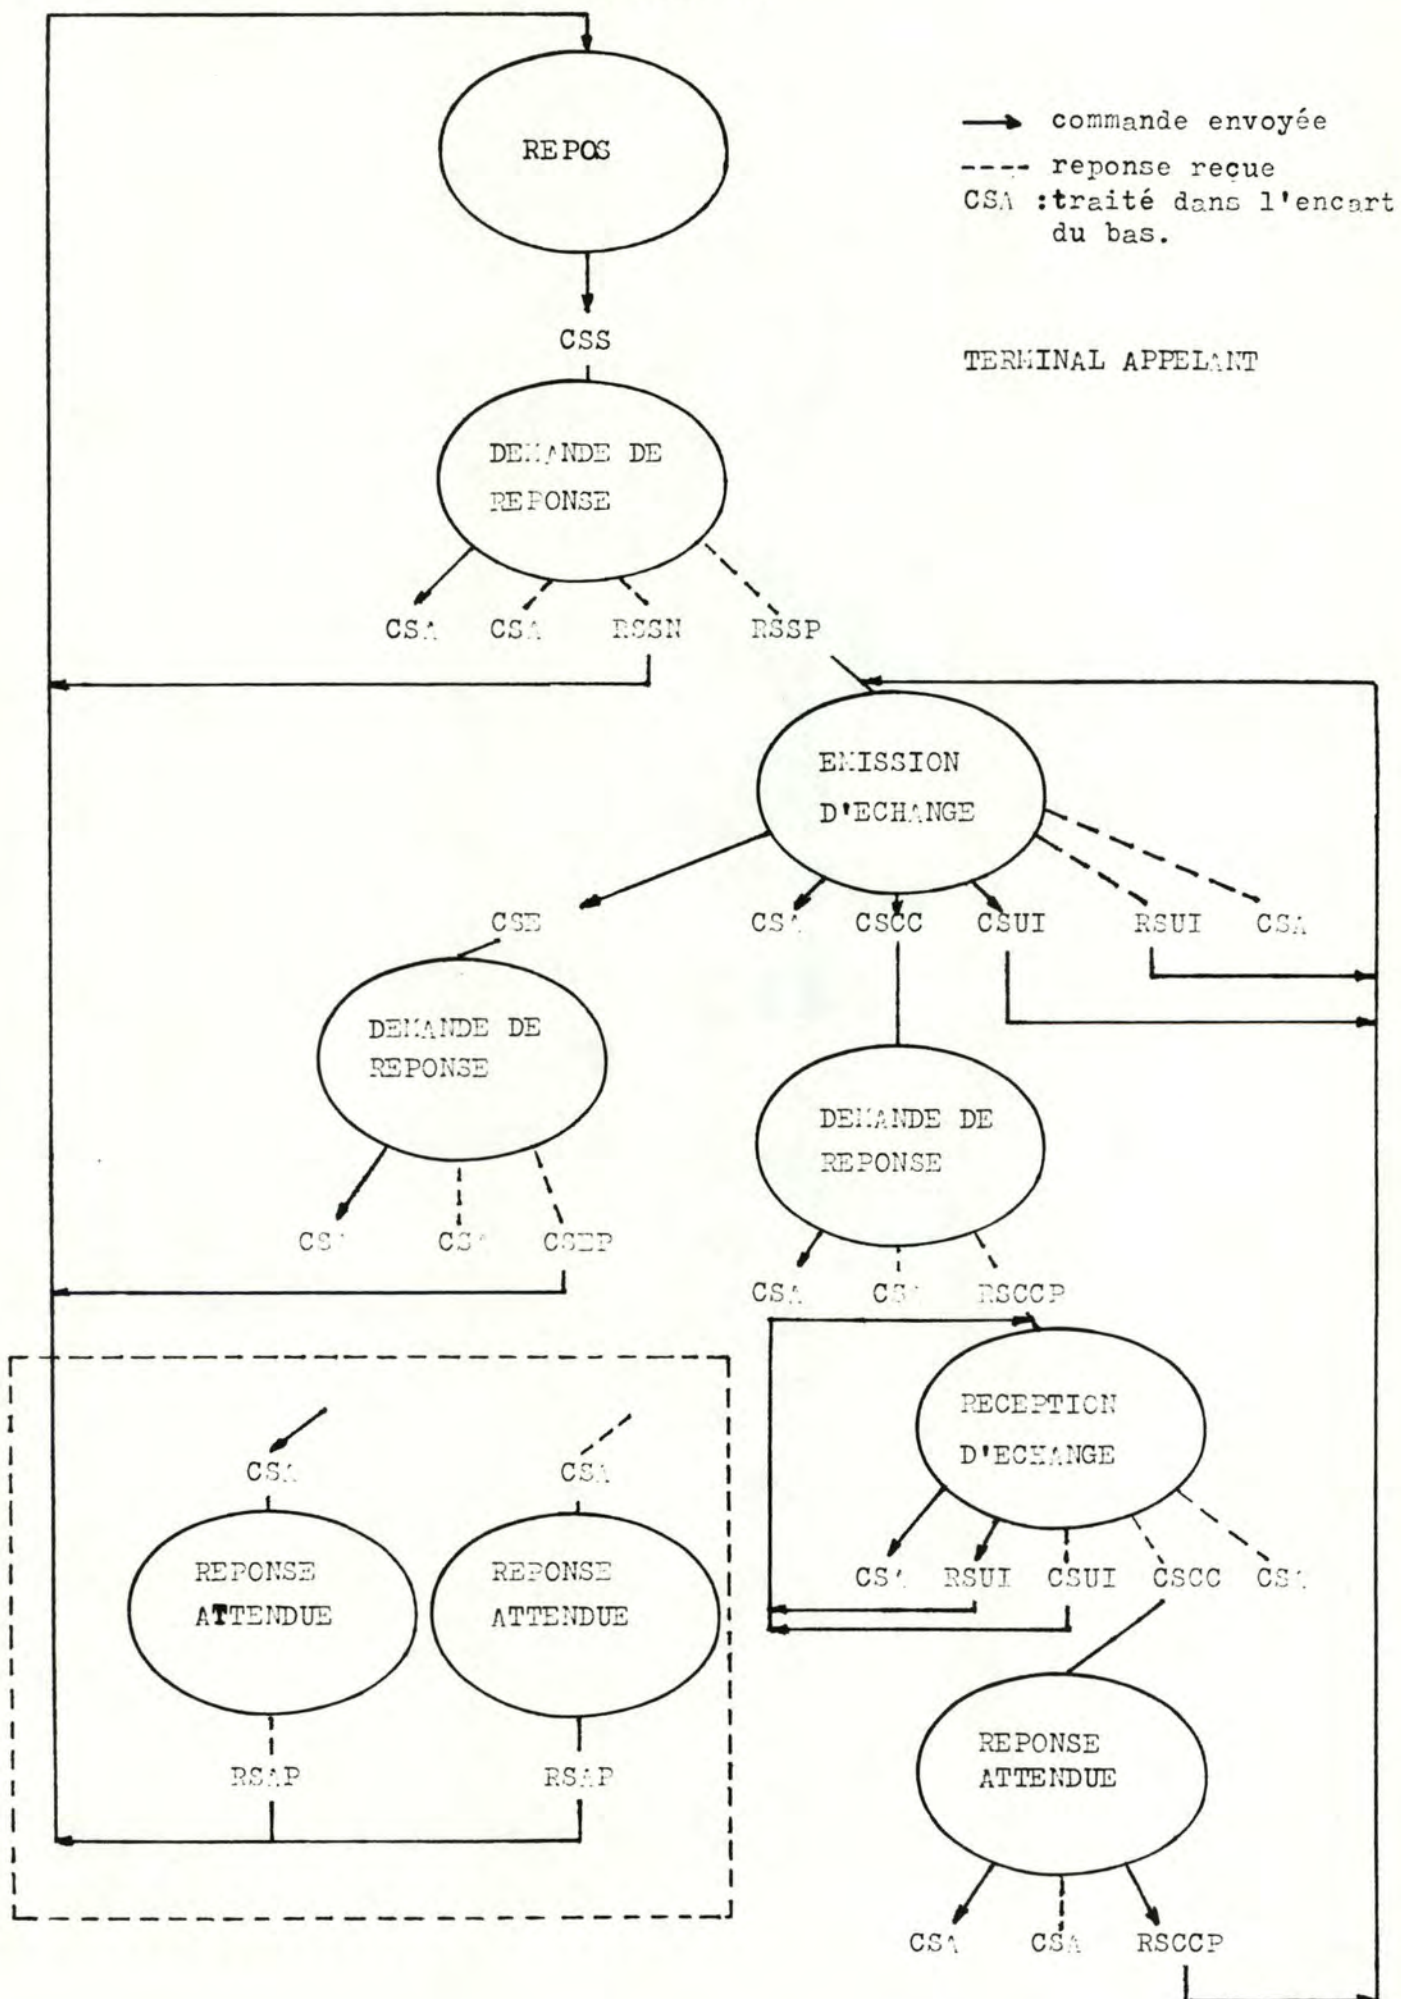 REPOS
commande envoyée
reponse reçue
CSA :traité dans l'encart
du bas.
CSS
TERMINAL APPELANT
DEMANDE DE
REPONSE
CSA CSA RSSN RSSP
EMISSION
D'ECHANGE
CSE
CSA CSCC CSUI RSUI CSA
DEMANDE DE
REPONSE
DEMANDE DE
REPONSE
CSA CSA CSEP
CSA CSA RSCCP
RECEPTION
D'ECHANGE
CSA CSA
REPONSE
ATTENDUE
REPONSE
ATTENDUE
CSA RSUI CSUI CSCC CSA
REPONSE
ATTENDUE
RSAP RSAP
CSA CSA RSCCP